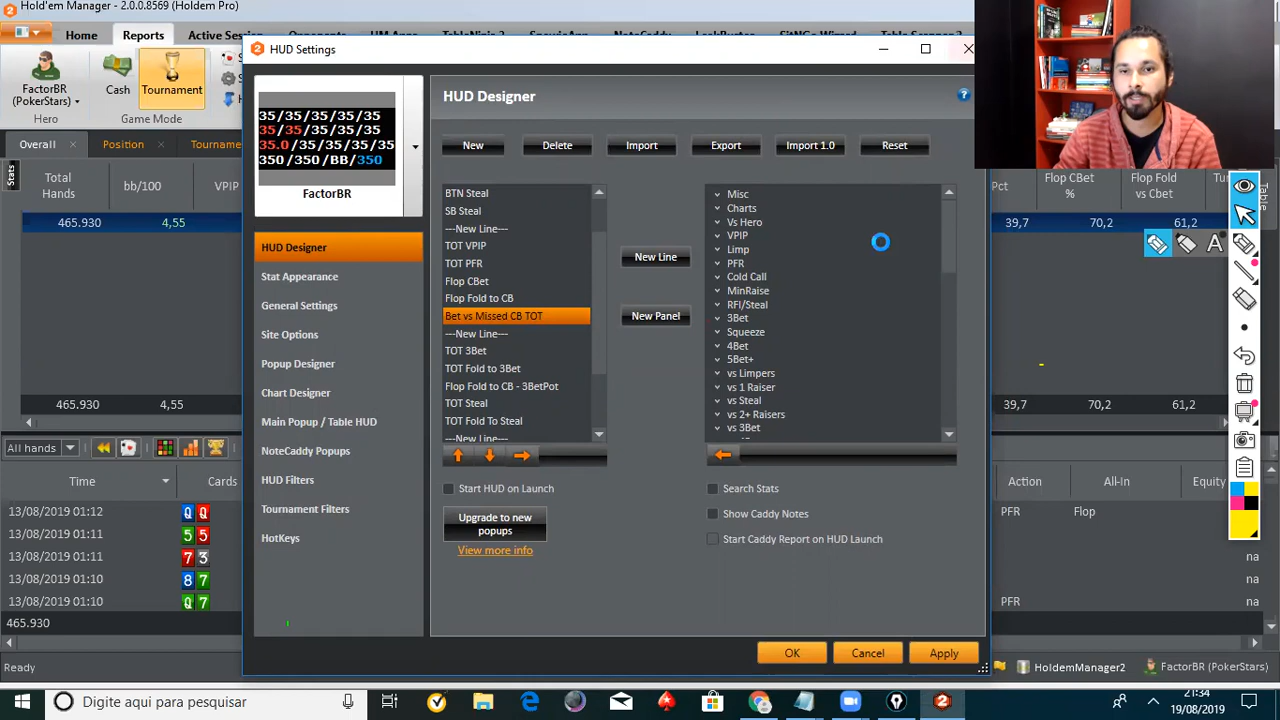 Hold'em Manager - 2.0.0.8569 (Holdem Pro)
Home
Reports
Active Session
FactorBR
(PokerStars)
Hero
Cash
Tournament
Game Mode
Overall
Position
Stats
Total
Hands
bb/100
VPIP
465.930
4,55
465.930
4,55
All hands
Time
Cards
13/08/2019 01:12
Q Q
13/08/2019 01:11
5 5
13/08/2019 01:11
7 3
13/08/2019 01:10
8 7
13/08/2019 01:10
Q 7
465.930
Ready
HUD Settings
35/35/35/35/35
35/35/35/35/35
35.0/35/35/35/35
350/350/BB/350
FactorBR
HUD Designer
Stat Appearance
General Settings
Site Options
Popup Designer
Chart Designer
Main Popup / Table HUD
NoteCaddy Popups
HUD Filters
Tournament Filters
HotKeys
HUD Designer
New
Delete
Import
Export
Import 1.0
Reset
BTN Steal
SB Steal
---New Line---
TOT VPIP
TOT PFR
Flop CBet
Flop Fold to CB
Bet vs Missed CB TOT
---New Line---
TOT 3Bet
TOT Fold to 3Bet
Flop Fold to CB - 3BetPot
TOT Steal
TOT Fold To Steal
---New Line---
New Line
New Panel
Misc
Charts
Vs Hero
VPIP
Limp
PFR
Cold Call
MinRaise
RFI/Steal
3Bet
Squeeze
4Bet
5Bet+
vs Limpers
vs 1 Raiser
vs Steal
vs 2+ Raisers
vs 3Bet
Start HUD on Launch
Upgrade to new
popups
View more info
Search Stats
Show Caddy Notes
Start Caddy Report on HUD Launch
OK
Cancel
Apply
Pct
Flop CBet
%
Flop Fold
vs Cbet
39,7
70,2
61,2
39,7
70,2
61,2
Table
A
Action
All-In
Equity
PFR
Flop
na
na
na
PFR
na
HoldemManager2
FactorBR (PokerStars)
Digite aqui para pesquisar
21:34
19/08/2019